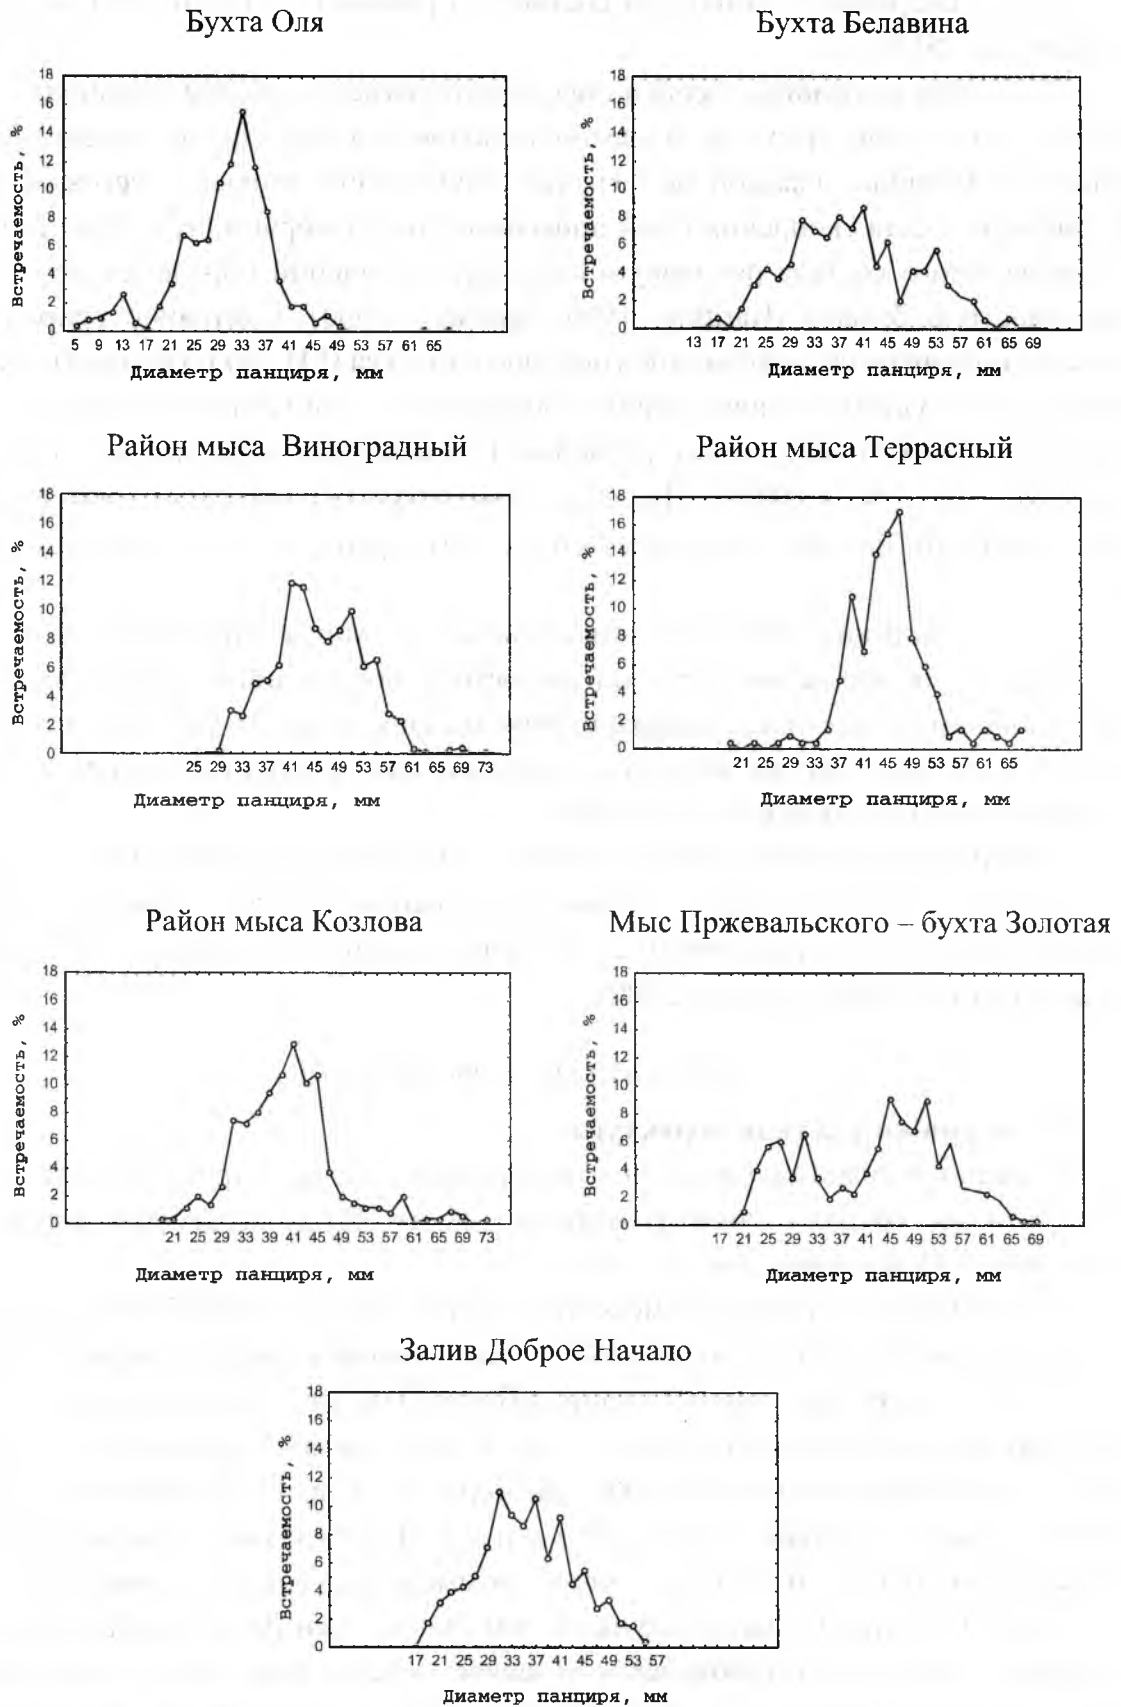 Бухта Оля
Бухта Белавина
18
16
14
12
10
8
6
4
2
0
Встречаемость, %
5 9 13 17 21 25 29 33 37 41 45 49 53 57 61 65
Диаметр панциря, мм
18
16
14
12
10
8
6
4
2
0
Встречаемость, %
13 17 21 25 29 33 37 41 45 49 53 57 61 65 69
Диаметр панциря, мм
Район мыса Виноградный
Район мыса Террасный
18
16
14
12
10
8
6
4
2
0
Встречаемость, %
25 29 33 37 41 45 49 53 57 61 65 69 73
Диаметр панциря, мм
18
16
14
12
10
8
6
4
2
0
Встречаемость, %
21 25 29 33 37 41 45 49 53 57 61 65
Диаметр панциря, мм
Район мыса Козлова
Мыс Пржевальского – бухта Золотая
18
16
14
12
10
8
6
4
2
0
Встречаемость, %
21 25 29 33 39 41 45 49 53 57 61 65 69 73
Диаметр панциря, мм
18
16
14
12
10
8
6
4
2
0
Встречаемость, %
17 21 25 29 33 37 41 45 49 53 57 61 65 69
Диаметр панциря, мм
Залив Доброе Начало
18
16
14
12
10
8
6
4
2
0
Встречаемость, %
17 21 25 29 33 37 41 45 49 53 57
Диаметр панциря, мм